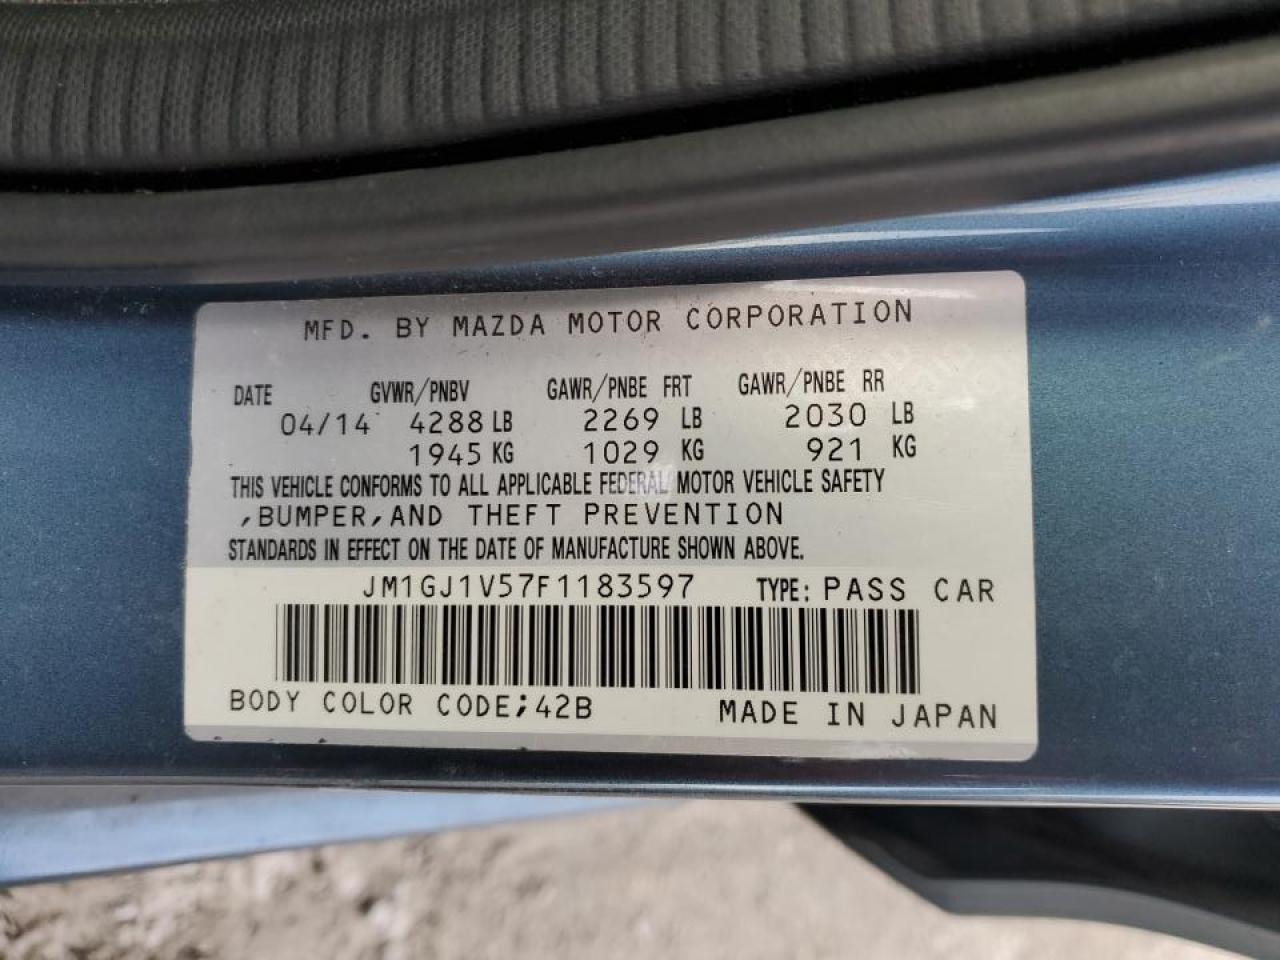 MFD. BY MAZDA MOTOR CORPORATION
DATE GVWR/PNBV GAWR/PNBE FRT GAWR/PNBE RR
04/14 4288 LB 2269 LB 2030 LB
1945 KG 1029 KG 921 KG
THIS VEHICLE CONFORMS TO ALL APPLICABLE FEDERAL MOTOR VEHICLE SAFETY
,BUMPER,AND THEFT PREVENTION
STANDARDS IN EFFECT ON THE DATE OF MANUFACTURE SHOWN ABOVE.
JM1GJ1V57F1183597 TYPE: PASS CAR
BODY COLOR CODE;42B MADE IN JAPAN